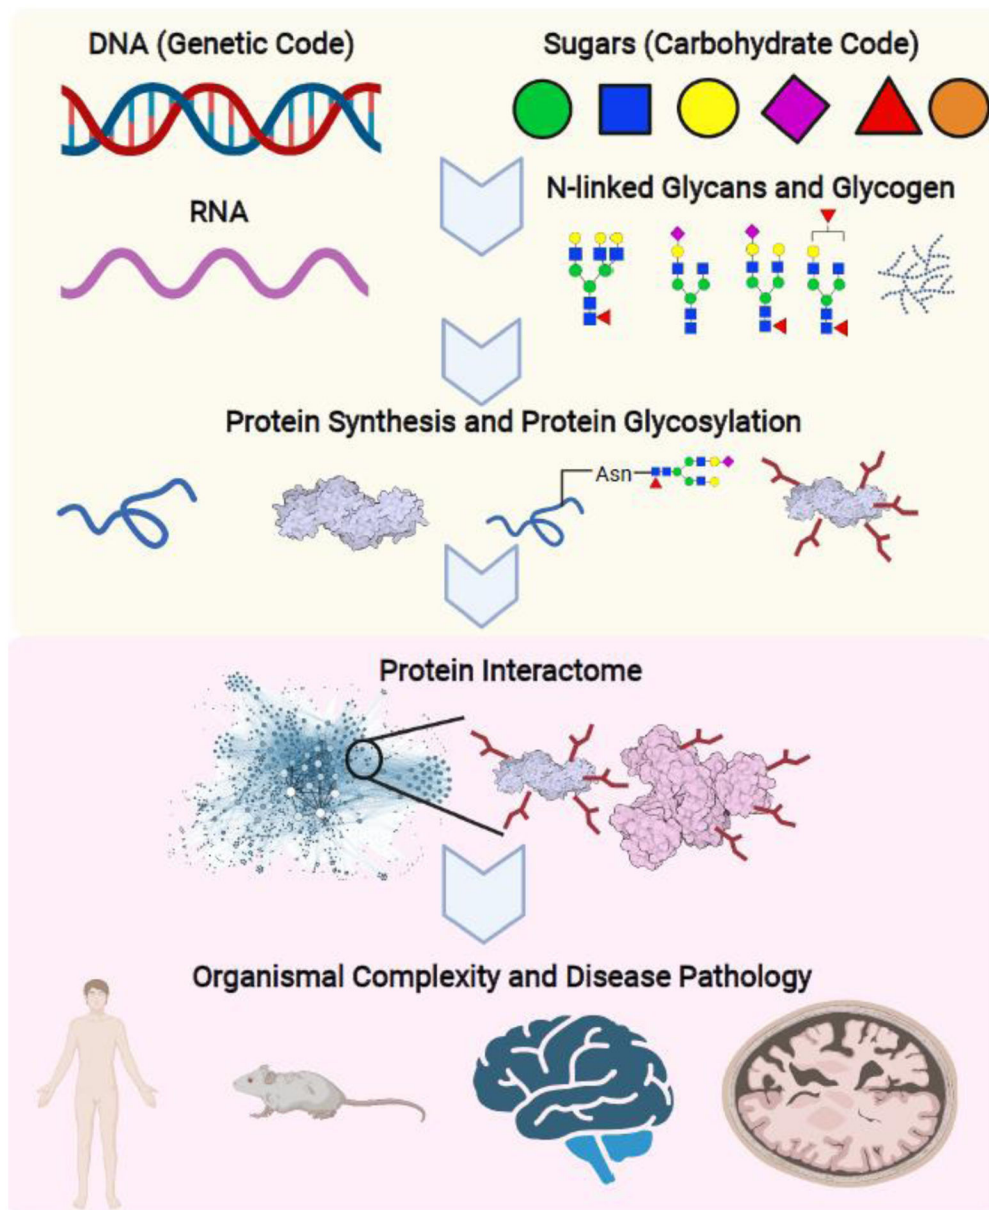 DNA (Genetic Code)
Sugars (Carbohydrate Code)
RNA
N-linked Glycans and Glycogen
Protein Synthesis and Protein Glycosylation
Asn
Protein Interactome
Organismal Complexity and Disease Pathology